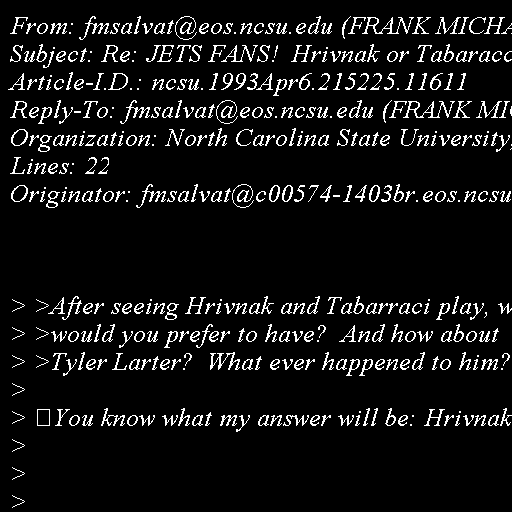 From: fmsalvat@eos.ncsu.edu (FRANK MICHA
Subject: Re: JETS FANS!  Hrivnak or Tabaracc
Article-I.D.: ncsu.1993Apr6.215225.11611
Reply-To: fmsalvat@eos.ncsu.edu (FRANK MIC
Organization: North Carolina State University,
Lines: 22
Originator: fmsalvat@c00574-1403br.eos.ncsu
> >After seeing Hrivnak and Tabarraci play, w
> >would you prefer to have?  And how about
> >Tyler Larter?  What ever happened to him?
>
> You know what my answer will be: Hrivnak
>
>
>